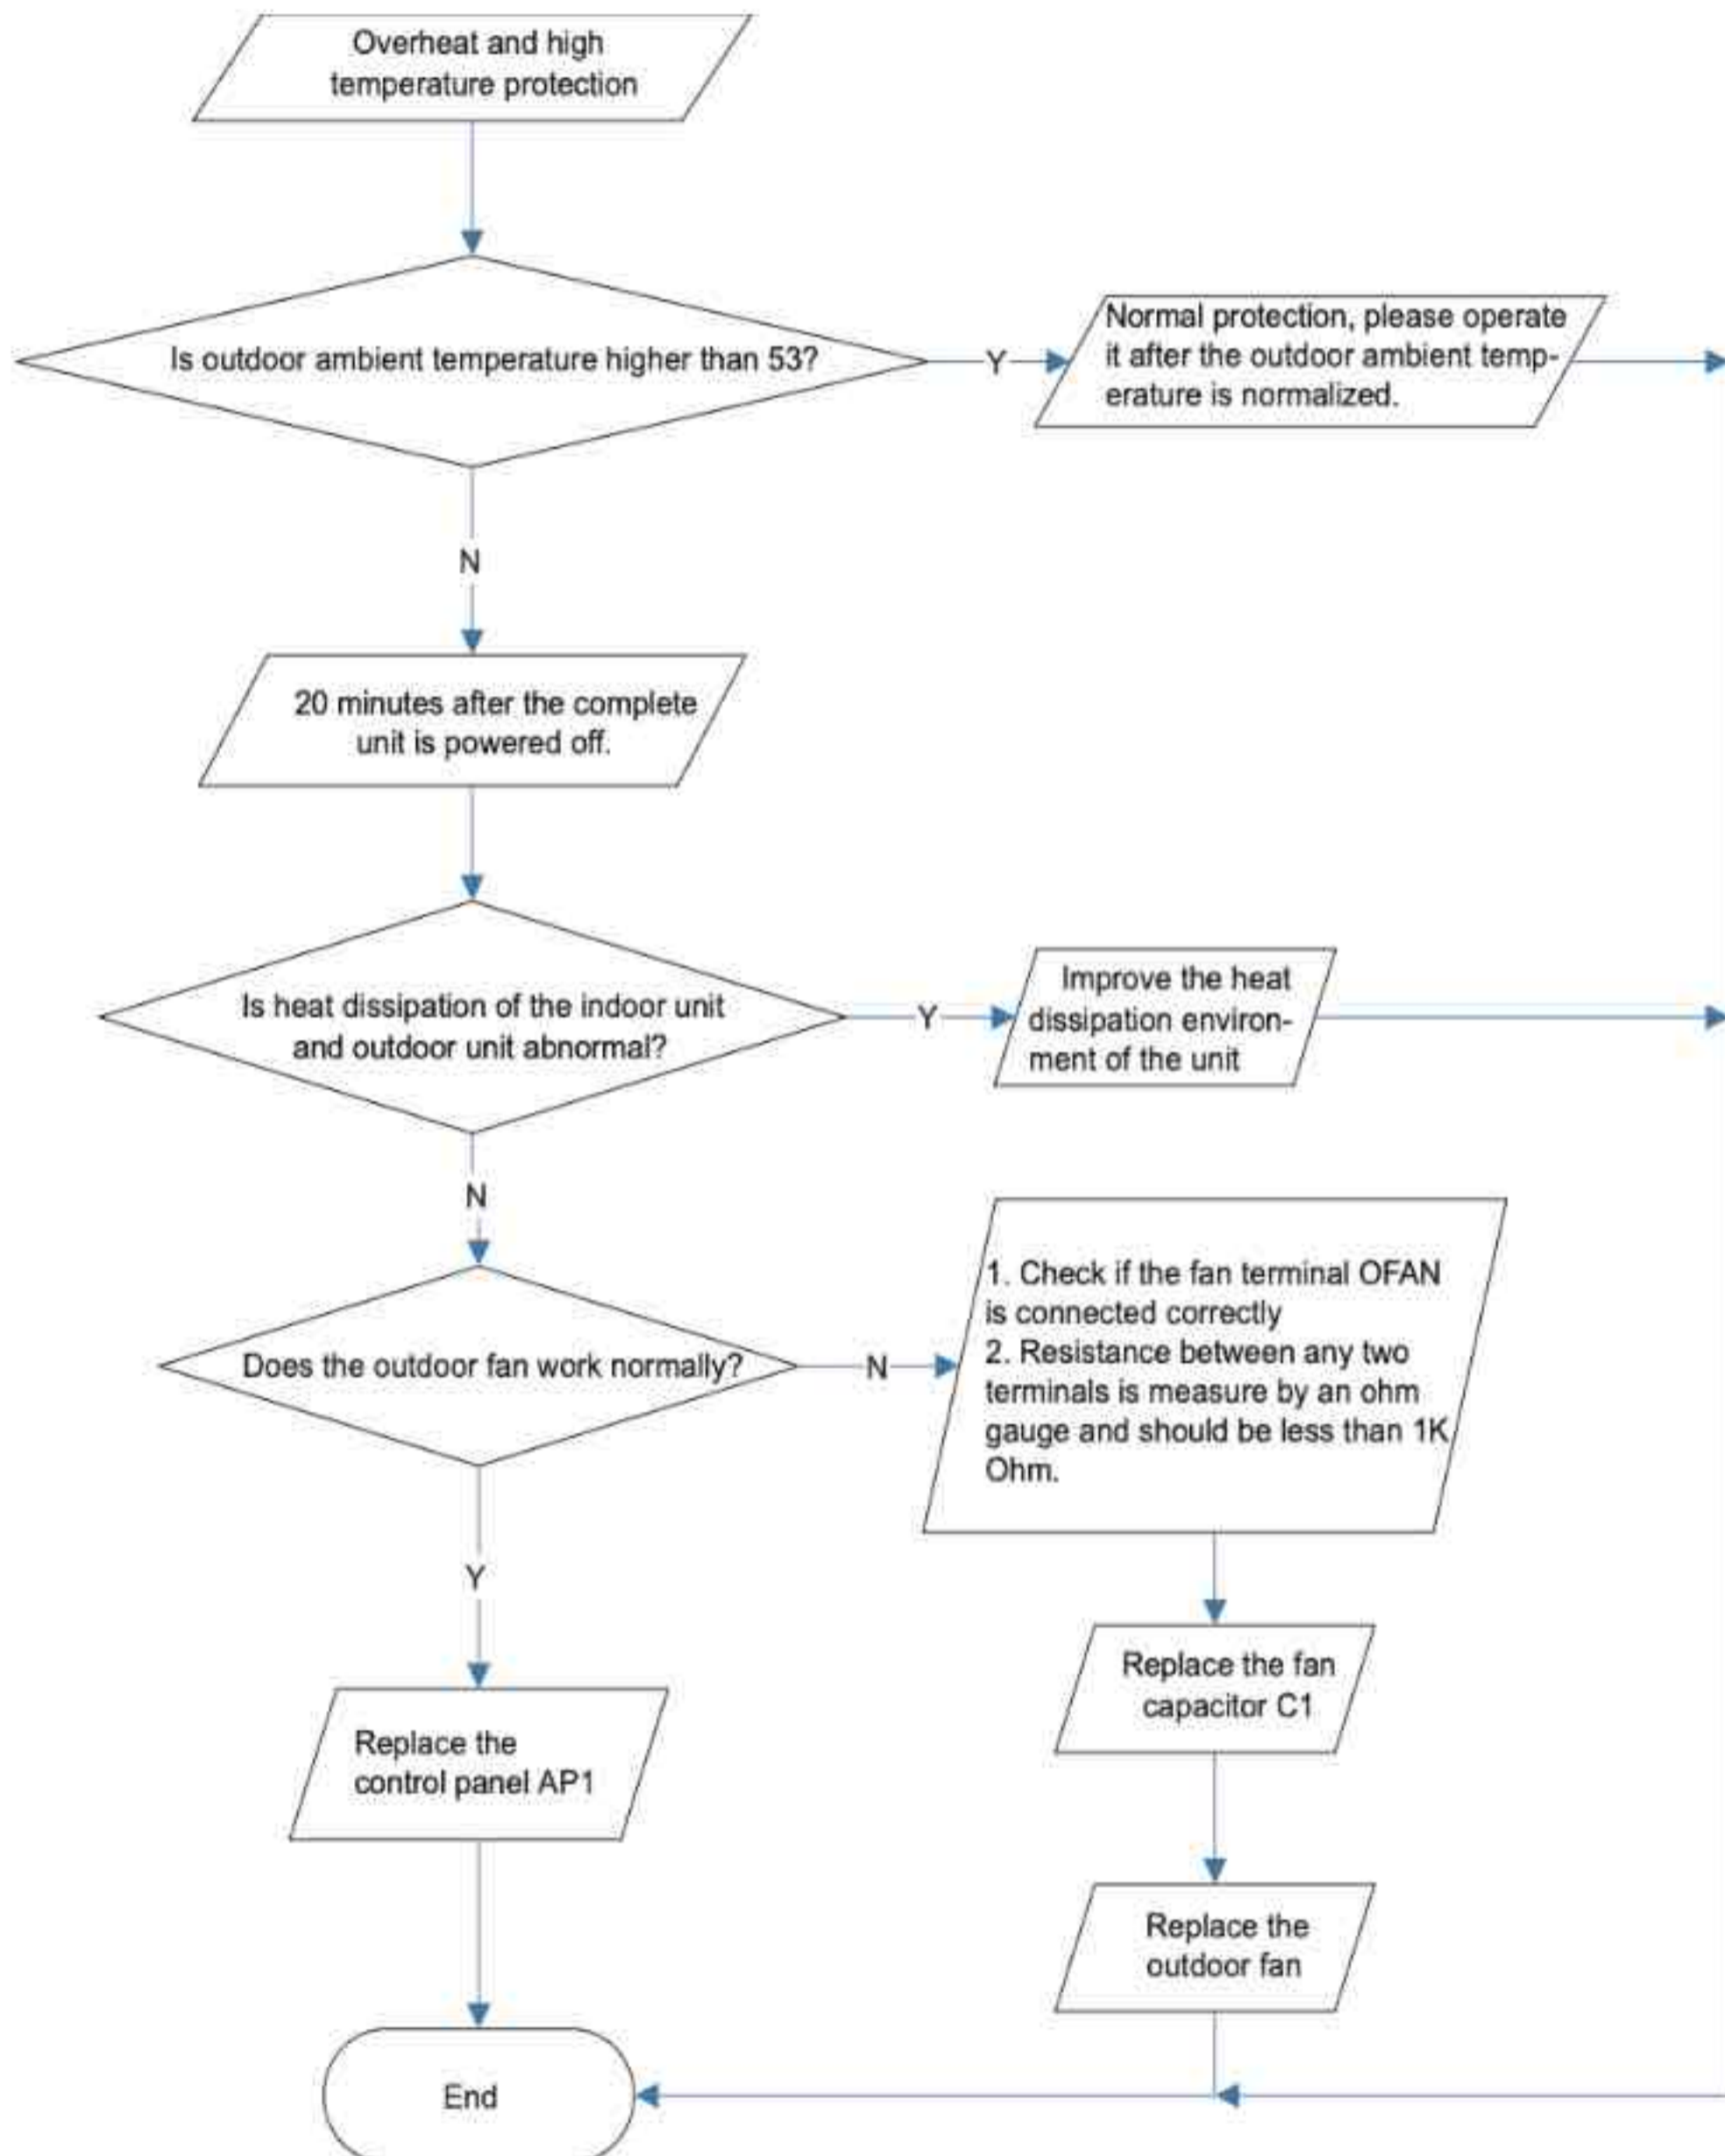 Overheat and high
temperature protection
Is outdoor ambient temperature higher than 53?
Y
Normal protection, please operate
it after the outdoor ambient temp-
erature is normalized.
N
20 minutes after the complete
unit is powered off.
Is heat dissipation of the indoor unit
and outdoor unit abnormal?
Y
Improve the heat
dissipation environ-
ment of the unit
N
Does the outdoor fan work normally?
N
1. Check if the fan terminal OFAN
is connected correctly
2. Resistance between any two
terminals is measure by an ohm
gauge and should be less than 1K
Ohm.
Y
Replace the fan
capacitor C1
Replace the
control panel AP1
Replace the
outdoor fan
End